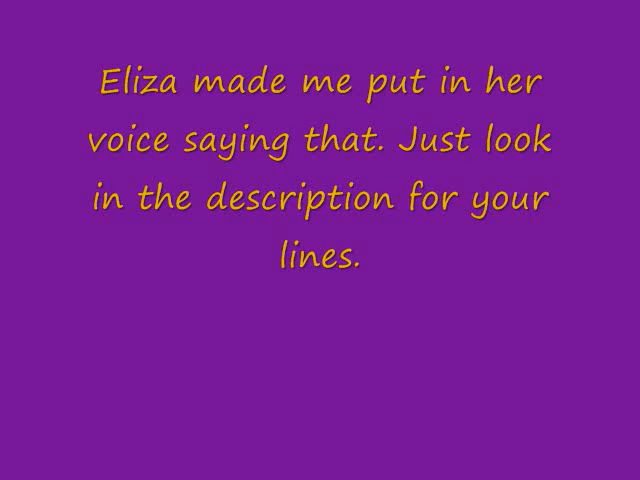 Eliza made me put in her
voice saying that. Just look
in the description for your
lines.